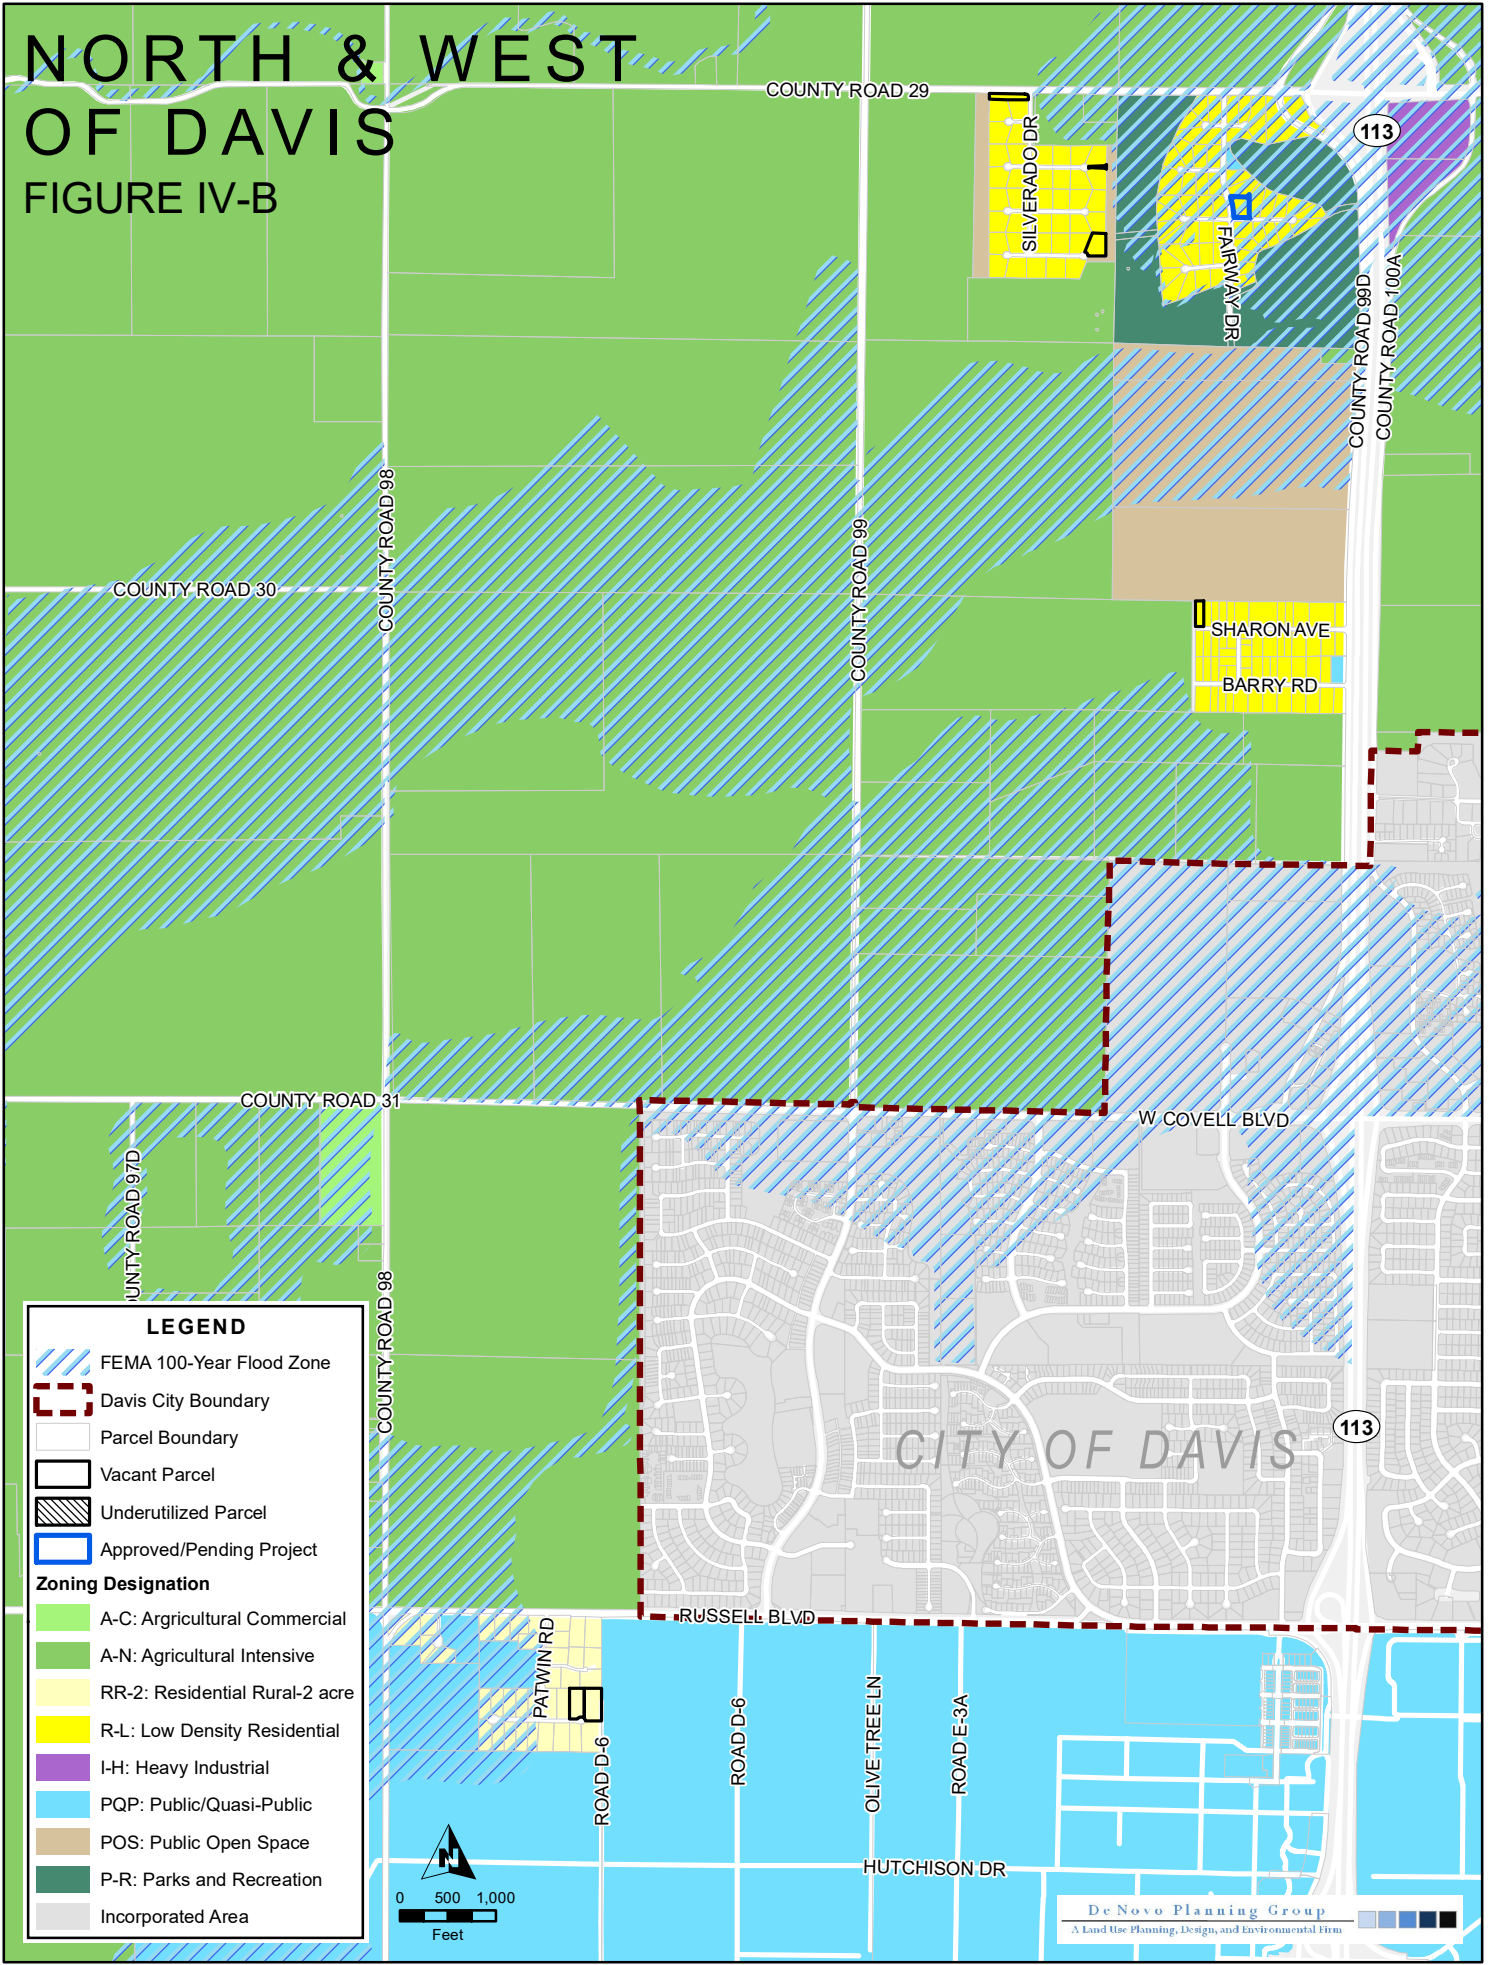 NORTH & WEST
OF DAVIS
FIGURE IV-B
COUNTY ROAD 29
113
SILVERADO DR
FAIRWAY DR
COUNTY ROAD 99D
COUNTY ROAD 100A
COUNTY ROAD 98
COUNTY ROAD 99
COUNTY ROAD 30
SHARON AVE
BARRY RD
COUNTY ROAD 31
W COVELL BLVD
OUNTY ROAD 97D
COUNTY ROAD 98
CITY OF DAVIS
113
RUSSELL BLVD
PATWIN RD
ROAD D-6
ROAD D-6
OLIVE TREE LN
ROAD E-3A
HUTCHISON DR
LEGEND
FEMA 100-Year Flood Zone
Davis City Boundary
Parcel Boundary
Vacant Parcel
Underutilized Parcel
Approved/Pending Project
Zoning Designation
A-C: Argricultural Commercial
A-N: Agricultural Intensive
RR-2: Residential Rural-2 acre
R-L: Low Density Residential
I-H: Heavy Industrial
PQP: Public/Quasi-Public
POS: Public Open Space
P-R: Parks and Recreation
Incorporated Area
N
0 500 1,000
Feet
De Novo Planning Group
A Land Use Planning, Design, and Environmental Firm